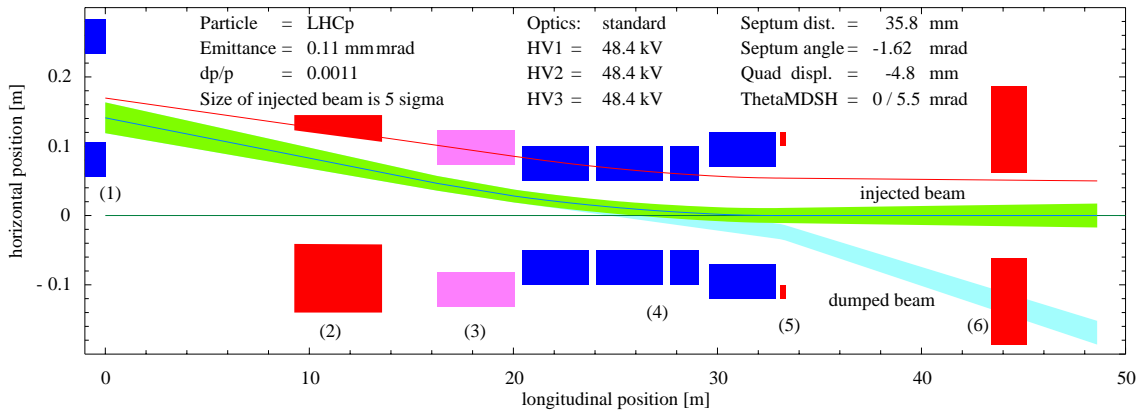 Particle = LHCp
Emittance = 0.11 mm mrad
dp/p = 0.0011
Size of injected beam is 5 sigma
Optics: standard
HV1 = 48.4 kV
HV2 = 48.4 kV
HV3 = 48.4 kV
Septum dist. 35.8 mm
Septum angle = -1.62 mrad
Quad displ. = -4.8 mm
ThetaMDSH = 0 / 5.5 mrad
horizontal position [m]
0.2
0.1
0
- 0.1
(1)
injected beam
dumped beam
(2)
(3)
(4)
(5)
(6)
0 10 20 30 40 50
longitudinal position [m]